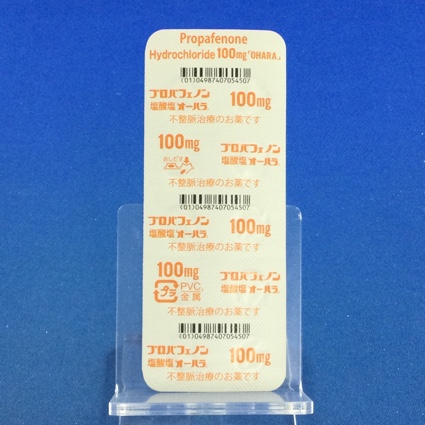 Propafenone
Hydrochloride 100mg「OHARA」
(01)04987407054507
プロパフェノン
塩酸塩オーハラ 100mg
不整脈治療のお薬です
100mg プロパフェノン
おしだす 塩酸塩オーハラ
不整脈治療のお薬です
(01)04987407054507
プロパフェノン
塩酸塩オーハラ 100mg
不整脈治療のお薬です
100mg プロパフェノン
プラ PVC, 塩酸塩オーハラ
金属
不整脈治療のお薬です
(01)04987407054507
プロパフェノン
塩酸塩オーハラ 100mg
不整脈治療のお薬です